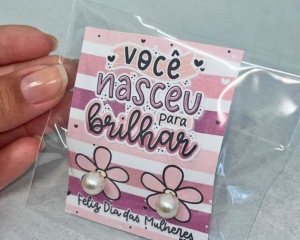 VOCÊ
nasceu
para
brilhar
Feliz Dia das Mulheres